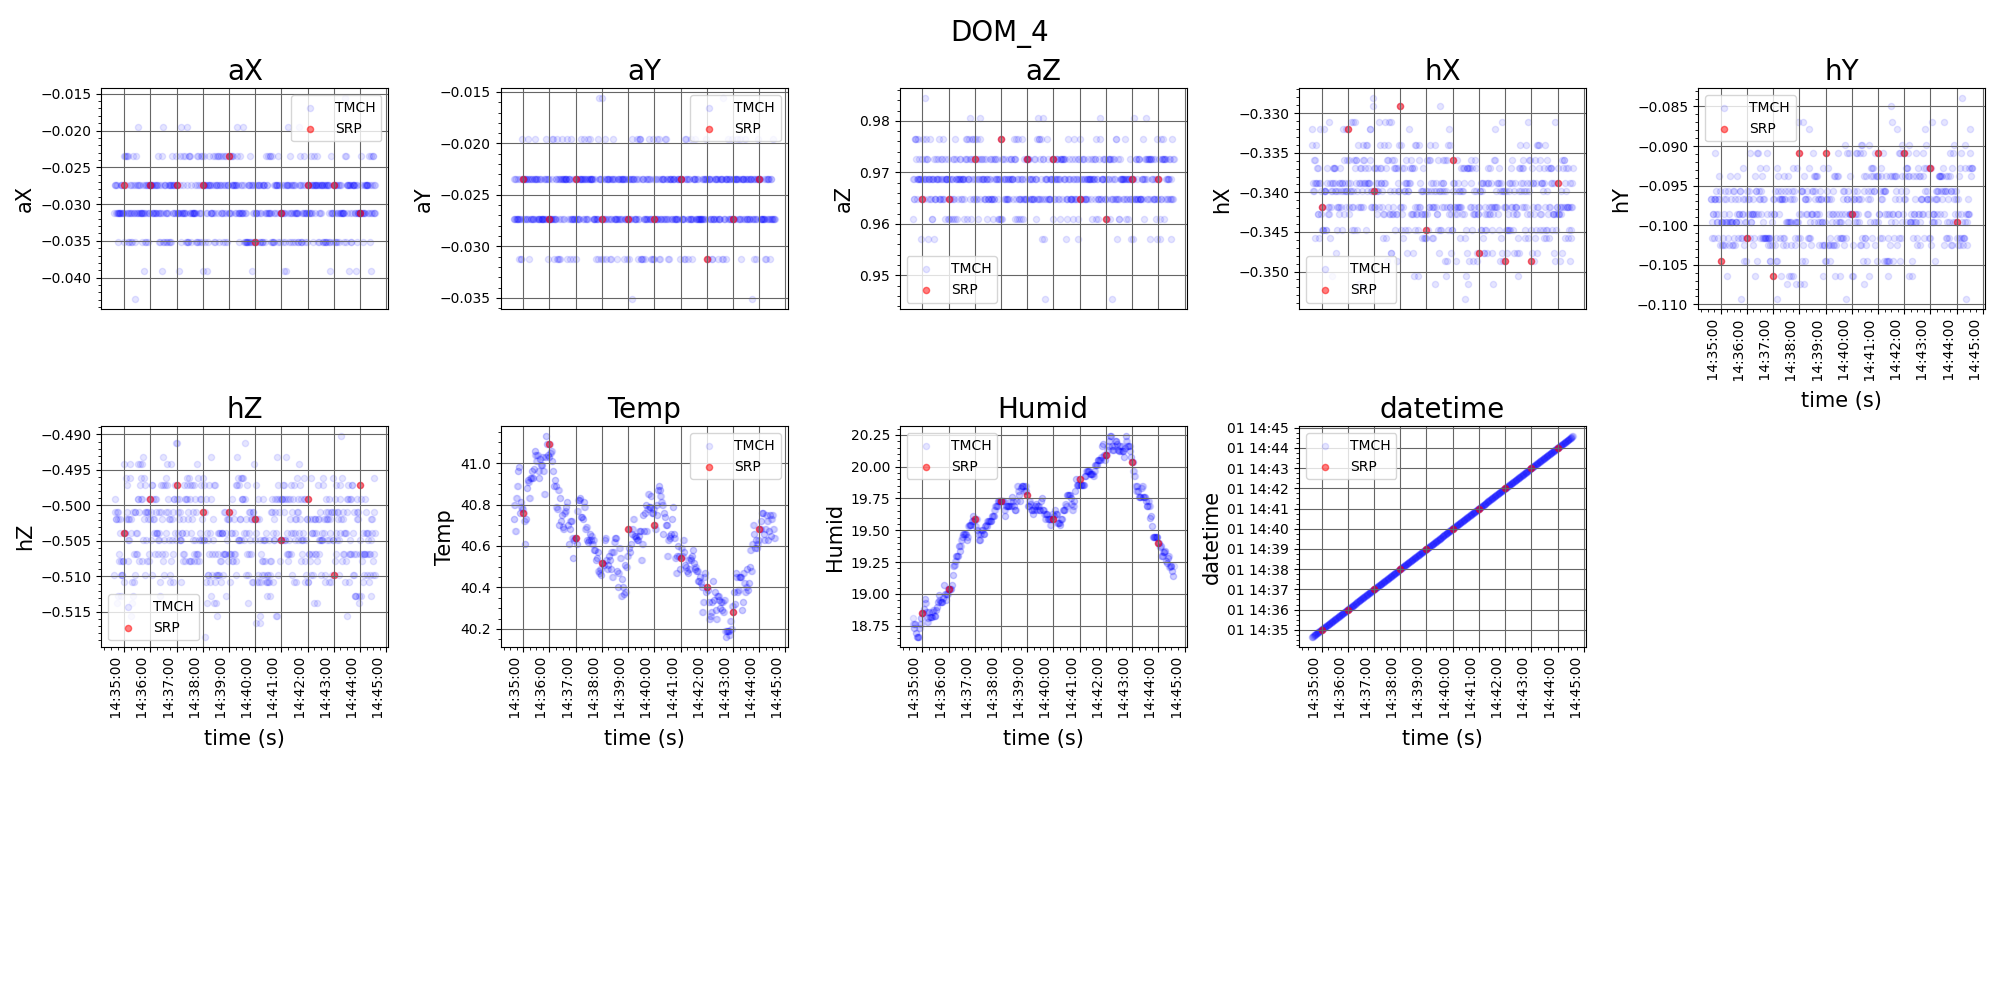 DOM_4
aX
−0.015
−0.020
−0.025
−0.030
−0.035
−0.040
aX
TMCH
SRP
aY
−0.015
−0.020
−0.025
−0.030
−0.035
aY
TMCH
SRP
aZ
0.98
0.97
0.96
0.95
aZ
TMCH
SRP
hX
−0.330
−0.335
−0.340
−0.345
−0.350
hX
TMCH
SRP
hY
−0.085
−0.090
−0.095
−0.100
−0.105
−0.110
hY
TMCH
SRP
14:35:00
14:36:00
14:37:00
14:38:00
14:39:00
14:40:00
14:41:00
14:42:00
14:43:00
14:44:00
14:45:00
time (s)
hZ
−0.490
−0.495
−0.500
−0.505
−0.510
−0.515
hZ
TMCH
SRP
14:35:00
14:36:00
14:37:00
14:38:00
14:39:00
14:40:00
14:41:00
14:42:00
14:43:00
14:44:00
14:45:00
time (s)
Temp
41.0
40.8
40.6
40.4
40.2
Temp
TMCH
SRP
14:35:00
14:36:00
14:37:00
14:38:00
14:39:00
14:40:00
14:41:00
14:42:00
14:43:00
14:44:00
14:45:00
time (s)
Humid
20.25
20.00
19.75
19.50
19.25
19.00
18.75
Humid
TMCH
SRP
14:35:00
14:36:00
14:37:00
14:38:00
14:39:00
14:40:00
14:41:00
14:42:00
14:43:00
14:44:00
14:45:00
time (s)
datetime
01 14:45
01 14:44
01 14:43
01 14:42
01 14:41
01 14:40
01 14:39
01 14:38
01 14:37
01 14:36
01 14:35
datetime
TMCH
SRP
14:35:00
14:36:00
14:37:00
14:38:00
14:39:00
14:40:00
14:41:00
14:42:00
14:43:00
14:44:00
14:45:00
time (s)